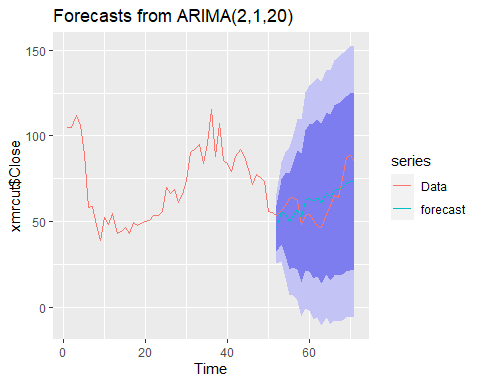 Forecasts from ARIMA(2,1,20)
150
100
50
0
xmrcut$Close
0
20
40
60
Time
series
Data
forecast